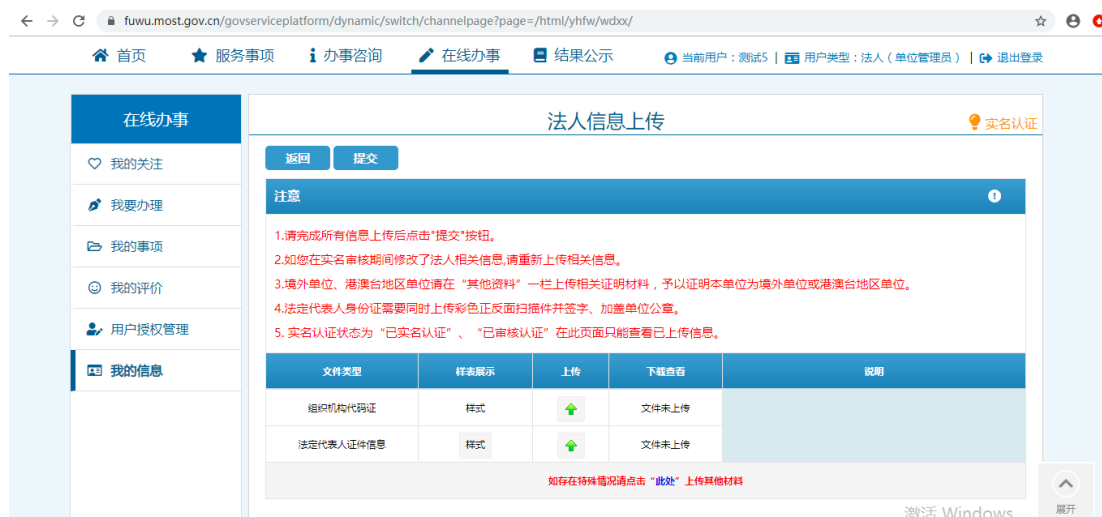 fuwu.most.gov.cn/govserviceplatform/dynamic/switch/channelpage?page=/html/yhfw/wdxx/
首页 服务事项 办事咨询 在线办事 结果公示 当前用户：测试5 | 用户类型：法人（单位管理员） | 退出登录
在线办事
我的关注
我要办理
我的事项
我的评价
用户授权管理
我的信息
法人信息上传
实名认证
返回 提交
注意
1.请完成所有信息上传后点击"提交"按钮。
2.如您在实名审核期间修改了法人相关信息,请重新上传相关信息。
3.境外单位、港澳台地区单位请在“其他资料”一栏上传相关证明材料，予以证明本单位为境外单位或港澳台地区单位。
4.法定代表人身份证需要同时上传彩色正反面扫描件并签字、加盖单位公章。
5. 实名认证状态为“已实名认证”、“已审核认证”在此页面只能查看已上传信息。
文件类型 样表展示 上传 下载查看 说明
组织机构代码证 样式 文件未上传
法定代表人证件信息 样式 文件未上传
如存在特殊情况请点击“此处”上传其他材料
展开
激活 Windows